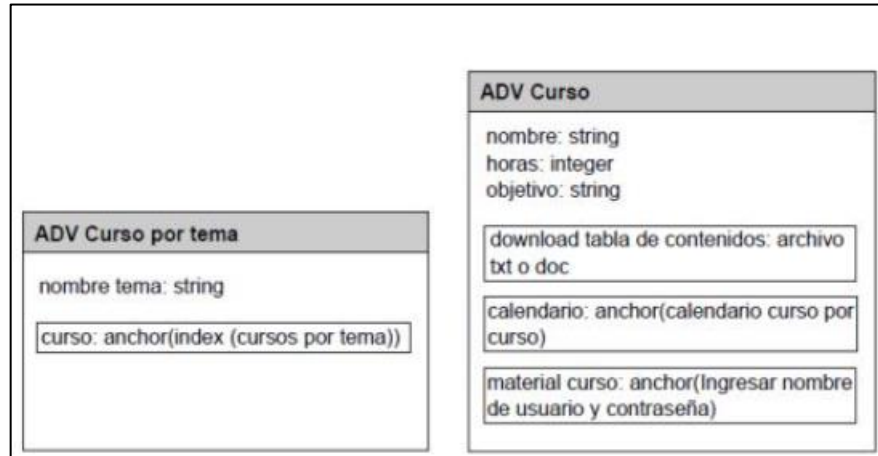 ADV Curso por tema
nombre tema: string
curso: anchor(index (cursos por tema))
ADV Curso
nombre: string
horas: integer
objetivo: string
download tabla de contenidos: archivo
txt o doc
calendario: anchor(calendario curso por
curso)
material curso: anchor(Ingresar nombre
de usuario y contraseña)